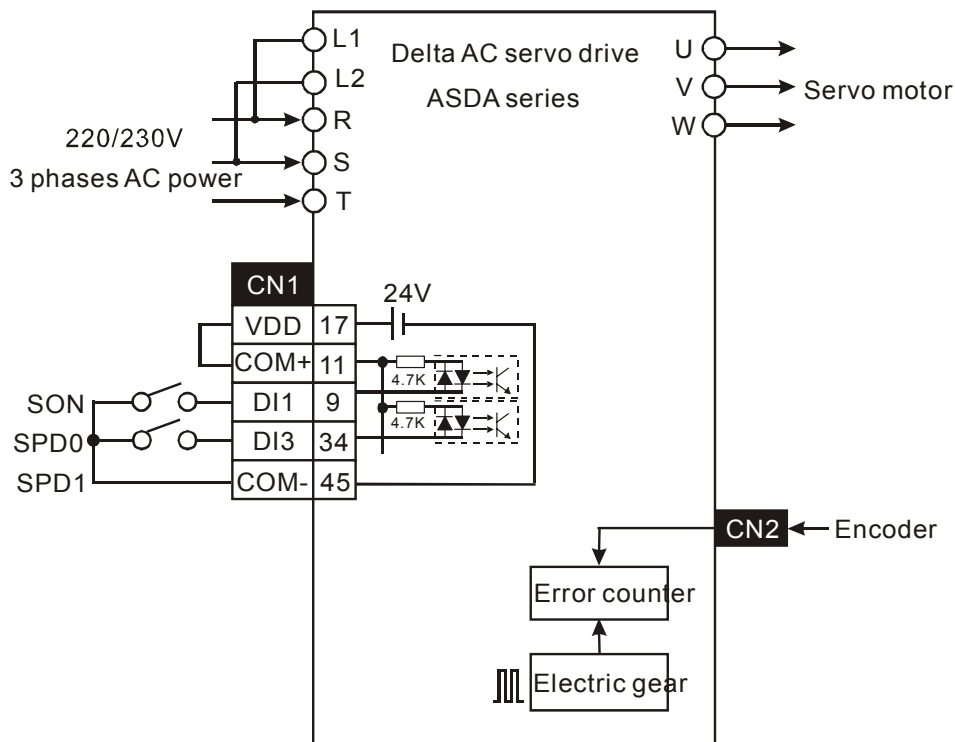 L1
Delta AC servo drive
U
L2
ASDA series
V
Servo motor
R
W
220/230V
S
3 phases AC power
T
CN1
24V
VDD 17
COM+ 11
4.7K
SON
DI1 9
4.7K
SPD0
DI3 34
SPD1
COM- 45
CN2
Encoder
Error counter
Electric gear